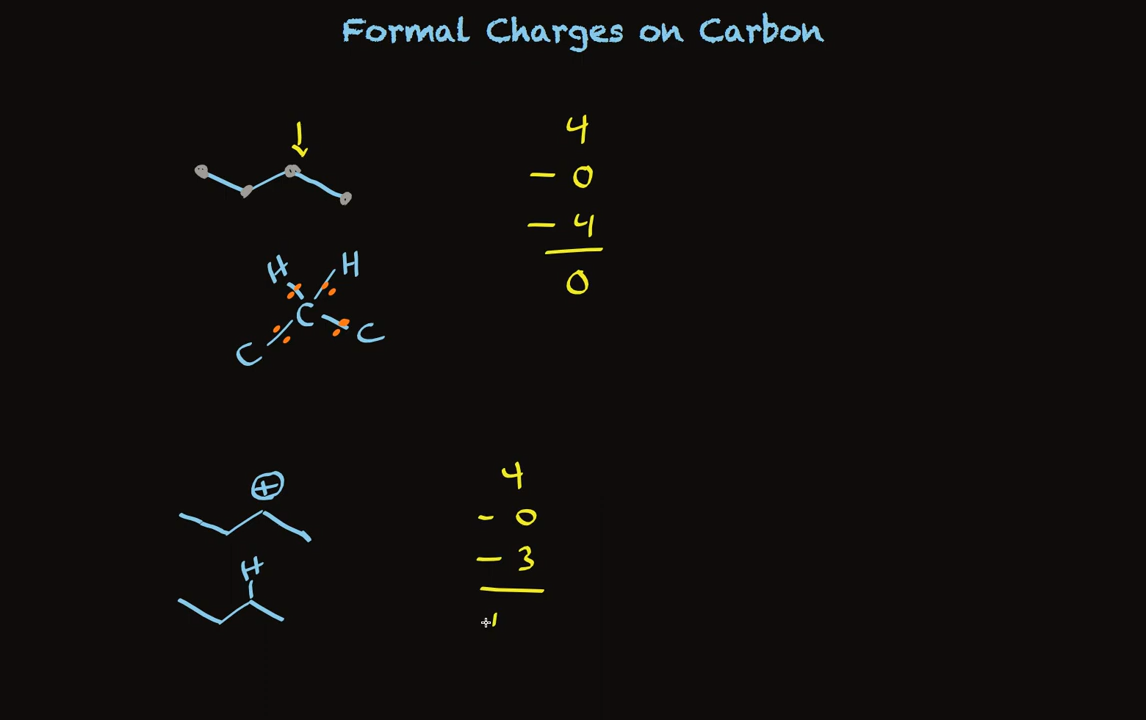 Formal Charges on Carbon
4
- 0
- 4
0
H H
C
C C
+
4
- 0
- 3
H